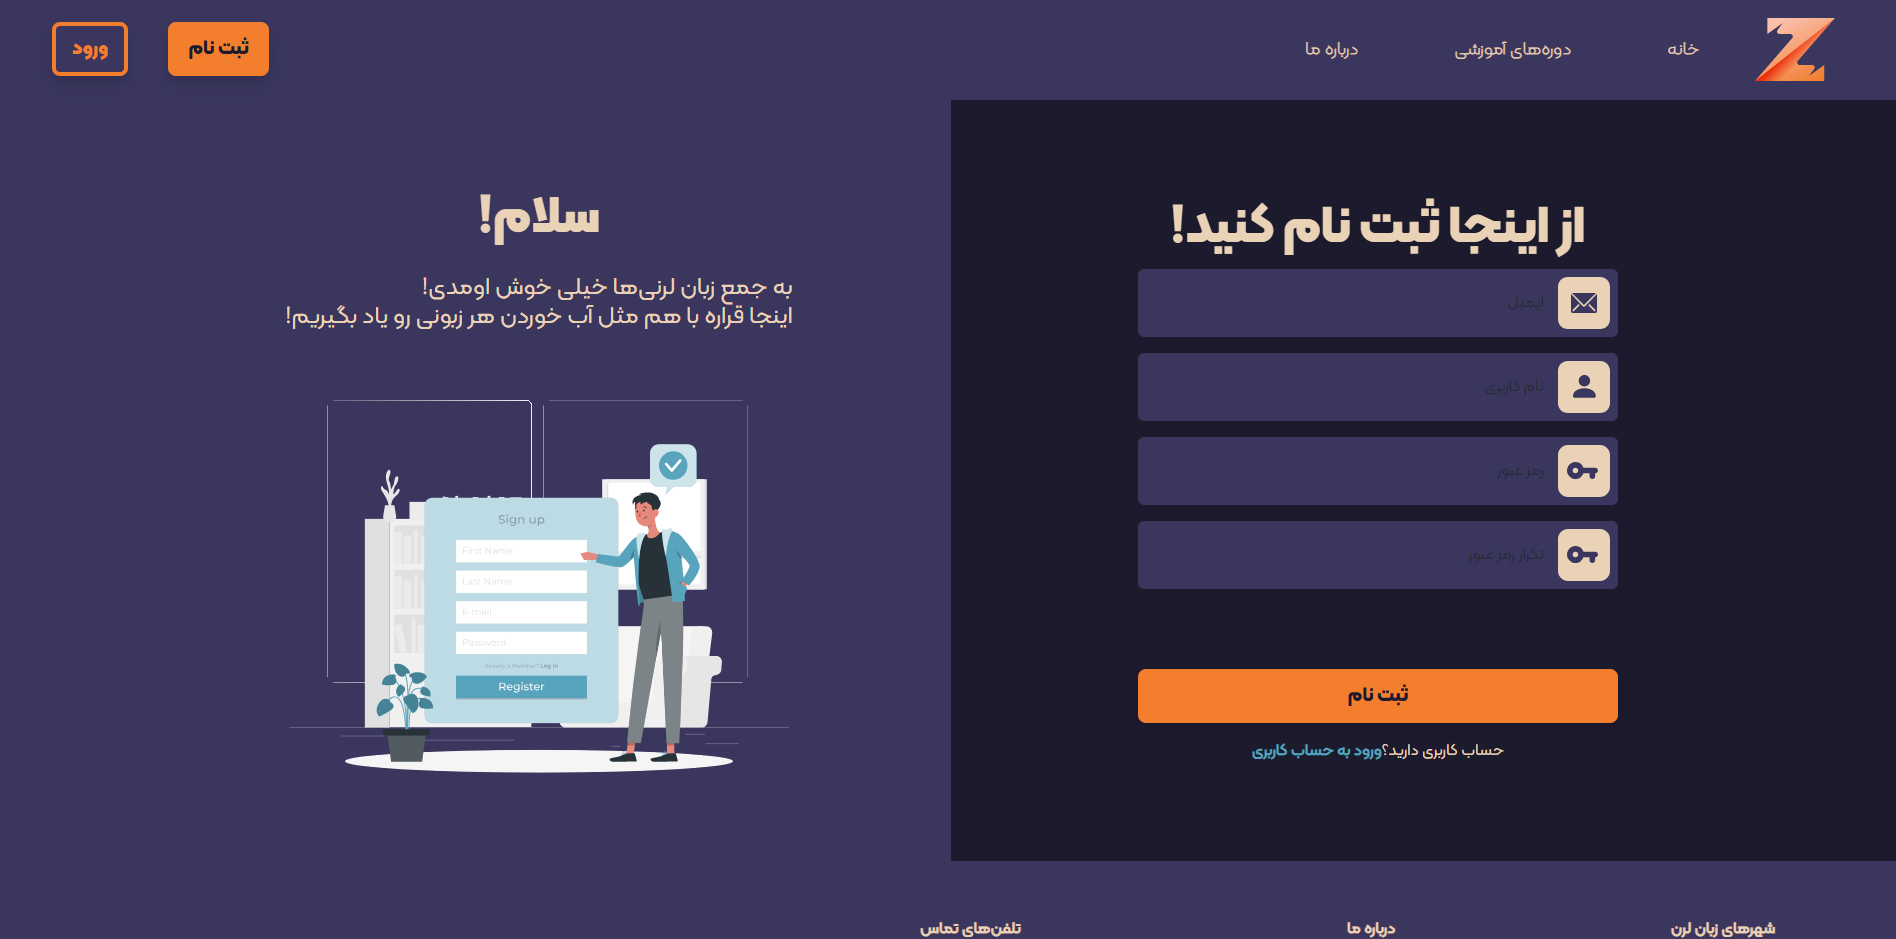 خانه
دوره‌های آموزشی
درباره ما
ثبت نام
ورود
از اینجا ثبت نام کنید!
ایمیل
نام کاربری
رمز عبور
تکرار رمز عبور
ثبت نام
حساب کاربری دارید؟ورود به حساب کاربری
سلام!
به جمع زبان لرنی‌ها خیلی خوش اومدی!
اینجا قراره با هم مثل آب خوردن هر زبونی رو یاد بگیریم!
Sign up
First Name
Last Name
E-mail
Password
Already a member? Log in
Register
شهرهای زبان لرن
درباره ما
تلفن‌های تماس